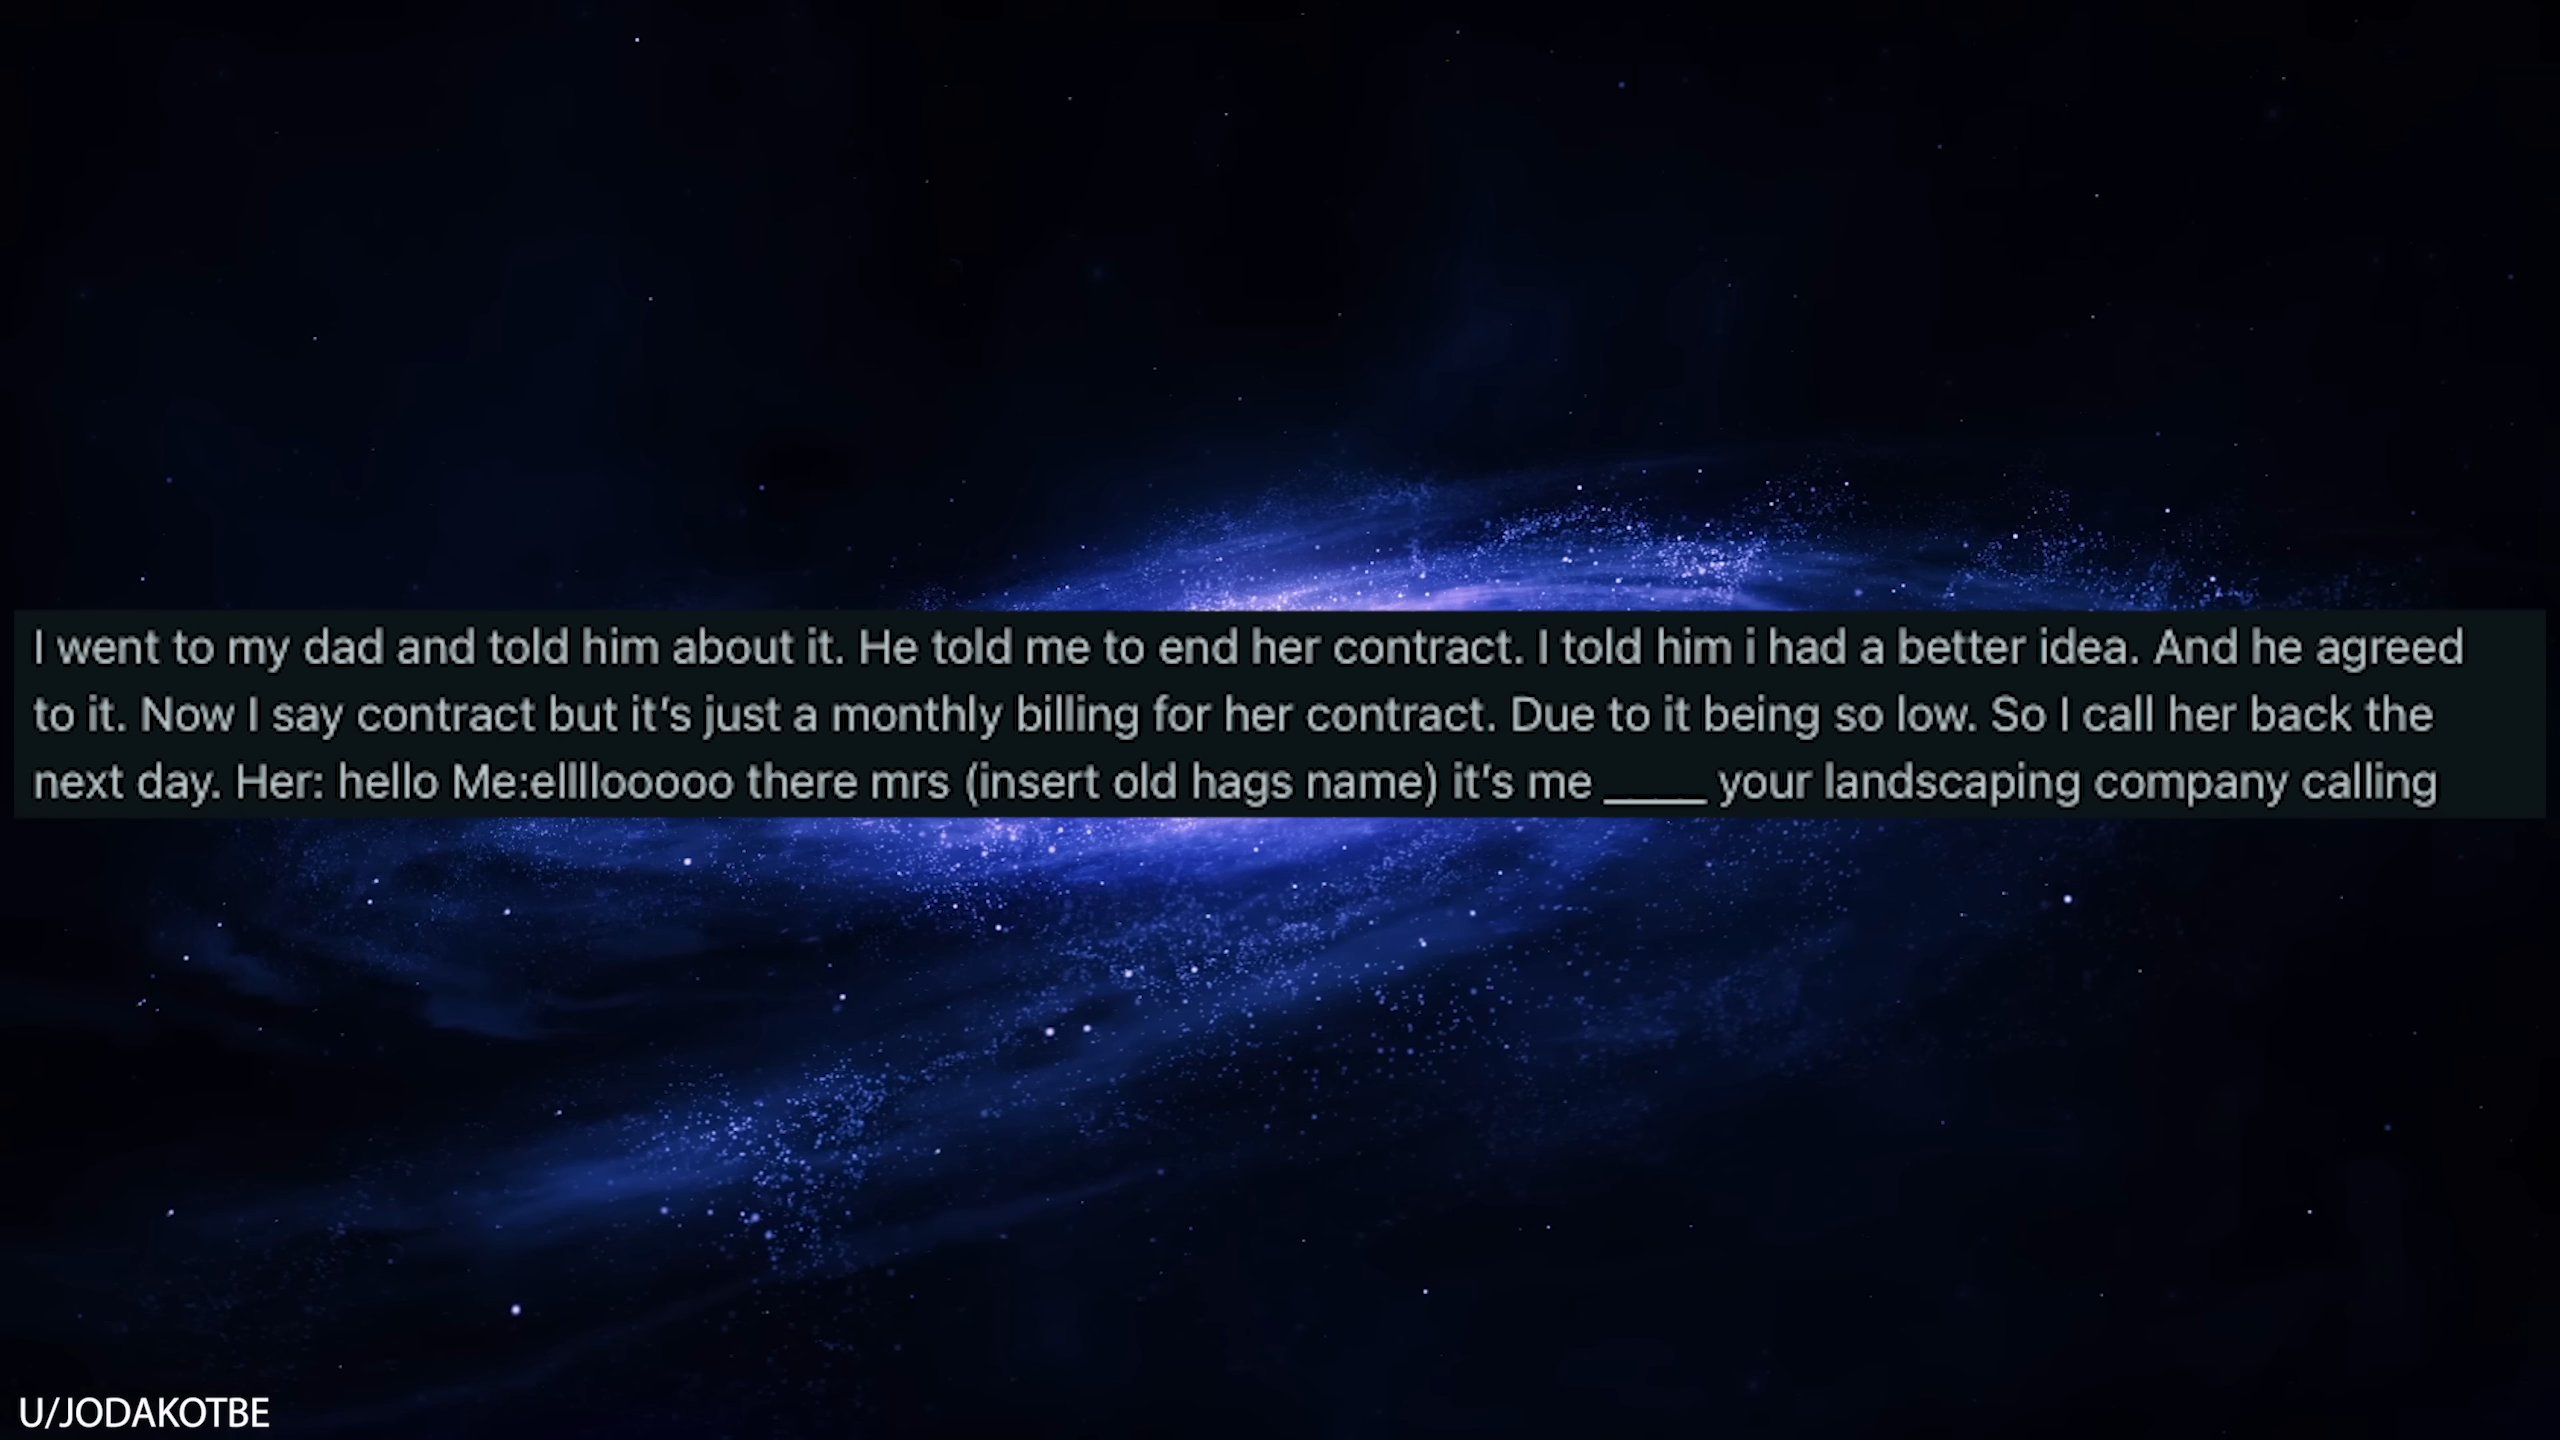 I went to my dad and told him about it. He told me to end her contract. I told him i had a better idea. And he agreed
to it. Now I say contract but it's just a monthly billing for her contract. Due to it being so low. So I call her back the
next day. Her: hello Me:ellllooooo there mrs (insert old hags name) it's me _____ your landscaping company calling
U/JODAKOTBE